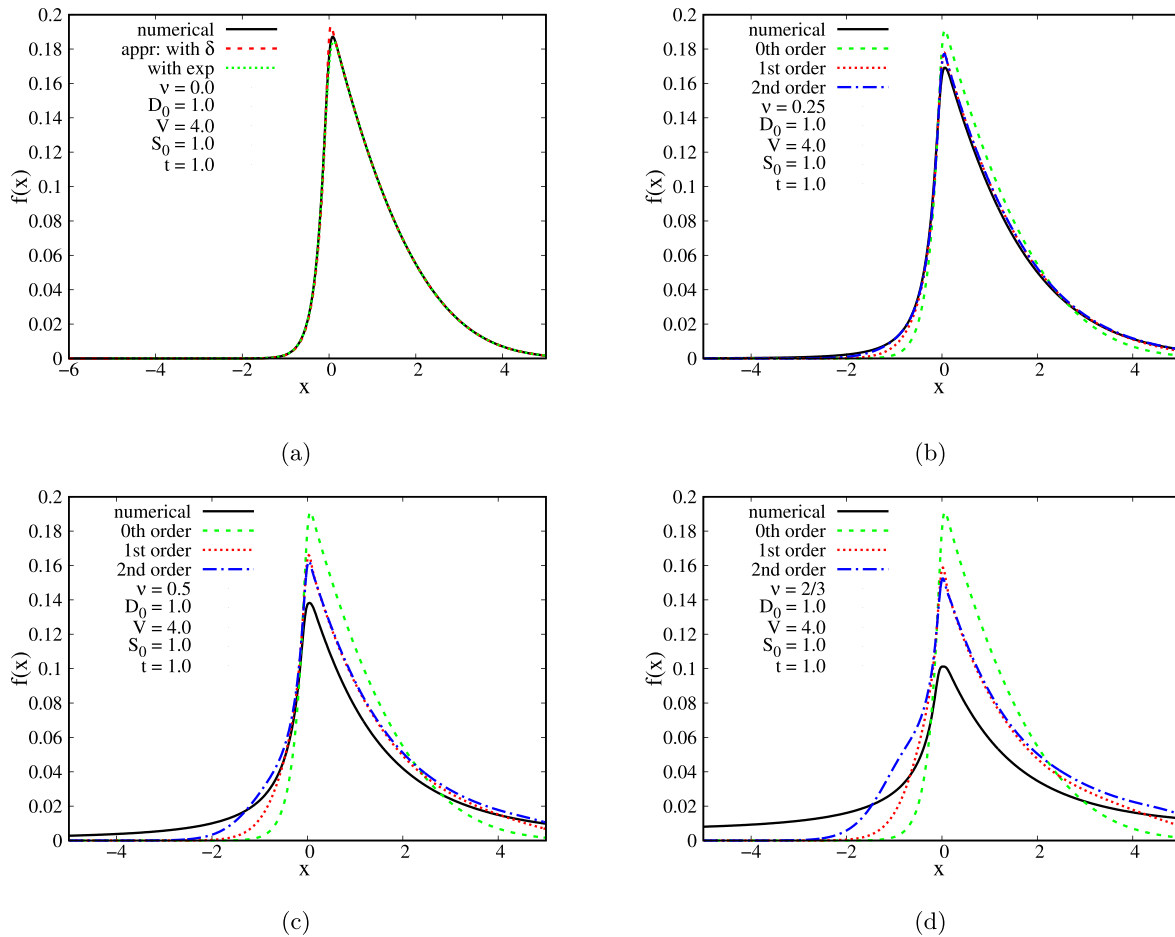 0.2
0.18
0.16
0.14
0.12
0.1
0.08
0.06
0.04
0.02
0
f(x)
numerical
appr: with δ
with exp
ν = 0.0
D0 = 1.0
V = 4.0
S0 = 1.0
t = 1.0
−6 −4 −2 0 2 4
x
(a)
0.2
0.18
0.16
0.14
0.12
0.1
0.08
0.06
0.04
0.02
0
f(x)
numerical
0th order
1st order
2nd order
ν = 0.25
D0 = 1.0
V = 4.0
S0 = 1.0
t = 1.0
−4 −2 0 2 4
x
(b)
0.2
0.18
0.16
0.14
0.12
0.1
0.08
0.06
0.04
0.02
0
f(x)
numerical
0th order
1st order
2nd order
ν = 0.5
D0 = 1.0
V = 4.0
S0 = 1.0
t = 1.0
−4 −2 0 2 4
x
(c)
0.2
0.18
0.16
0.14
0.12
0.1
0.08
0.06
0.04
0.02
0
f(x)
numerical
0th order
1st order
2nd order
ν = 2/3
D0 = 1.0
V = 4.0
S0 = 1.0
t = 1.0
−4 −2 0 2 4
x
(d)